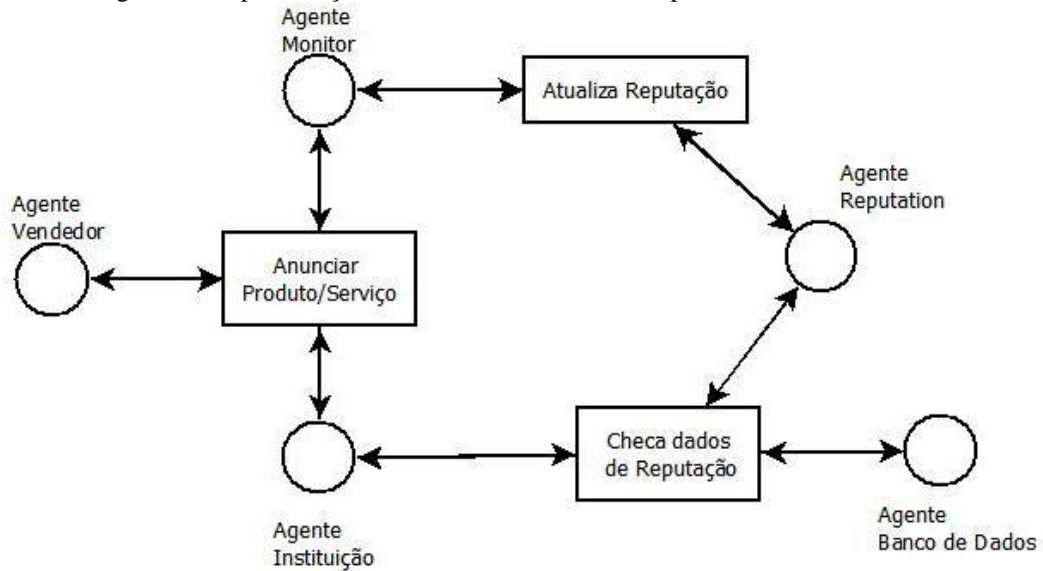 Agente
Monitor
Atualiza Reputação
Agente
Reputation
Agente
Vendedor
Anunciar
Produto/Serviço
Checa dados
de Reputação
Agente
Instituição
Agente
Banco de Dados